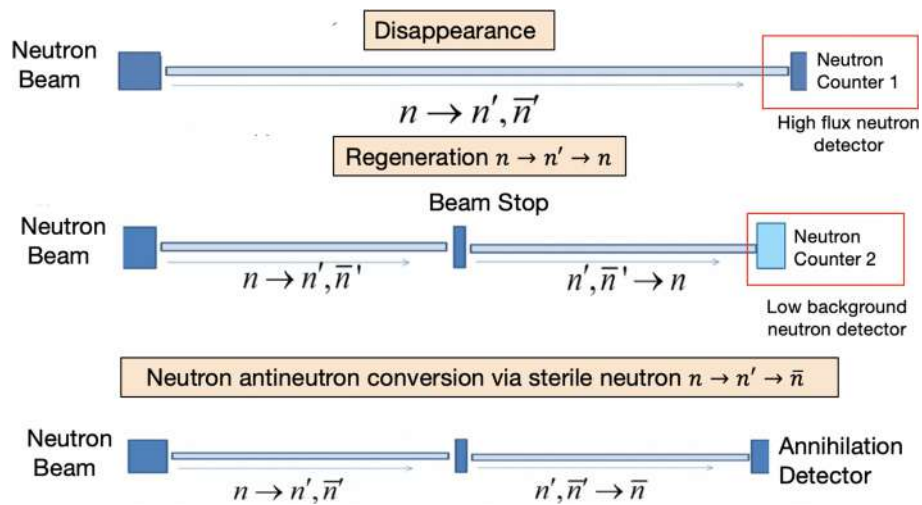 Disappearance
Neutron
Beam
Neutron
Counter 1
n → n′, n̅′
High flux neutron
detector
Regeneration n → n′ → n
Beam Stop
Neutron
Beam
Neutron
Counter 2
n → n′, n̅'
n′, n̅' → n
Low background
neutron detector
Neutron antineutron conversion via sterile neutron n → n′ → n̅
Neutron
Beam
Annihilation
Detector
n → n′, n̅′
n′, n̅′ → n̅